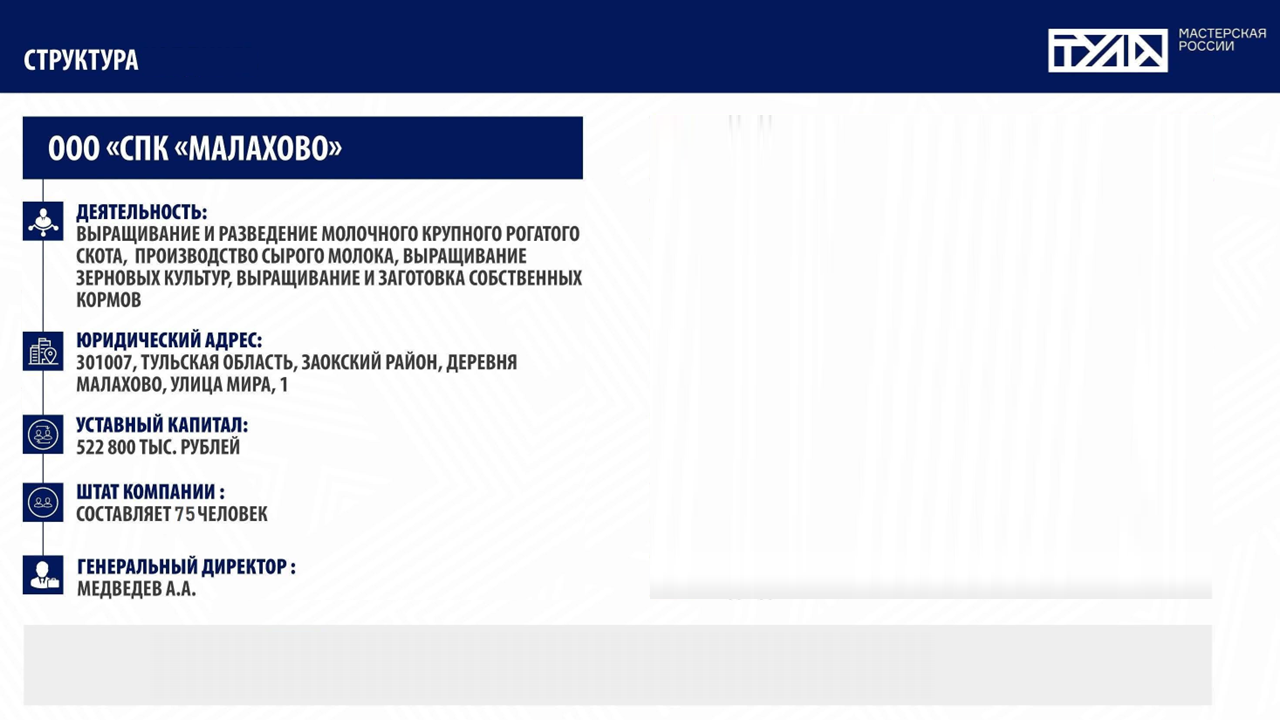 СТРУКТУРА
ТУЛА
МАСТЕРСКАЯ
РОССИИ
ООО «СПК «МАЛАХОВО»
ДЕЯТЕЛЬНОСТЬ:
ВЫРАЩИВАНИЕ И РАЗВЕДЕНИЕ МОЛОЧНОГО КРУПНОГО РОГАТОГО
СКОТА, ПРОИЗВОДСТВО СЫРОГО МОЛОКА, ВЫРАЩИВАНИЕ
ЗЕРНОВЫХ КУЛЬТУР, ВЫРАЩИВАНИЕ И ЗАГОТОВКА СОБСТВЕННЫХ
КОРМОВ
ЮРИДИЧЕСКИЙ АДРЕС:
301007, ТУЛЬСКАЯ ОБЛАСТЬ, ЗАОКСКИЙ РАЙОН, ДЕРЕВНЯ
МАЛАХОВО, УЛИЦА МИРА, 1
УСТАВНЫЙ КАПИТАЛ:
522 800 ТЫС. РУБЛЕЙ
ШТАТ КОМПАНИИ :
СОСТАВЛЯЕТ 75 ЧЕЛОВЕК
ГЕНЕРАЛЬНЫЙ ДИРЕКТОР :
МЕДВЕДЕВ А.А.